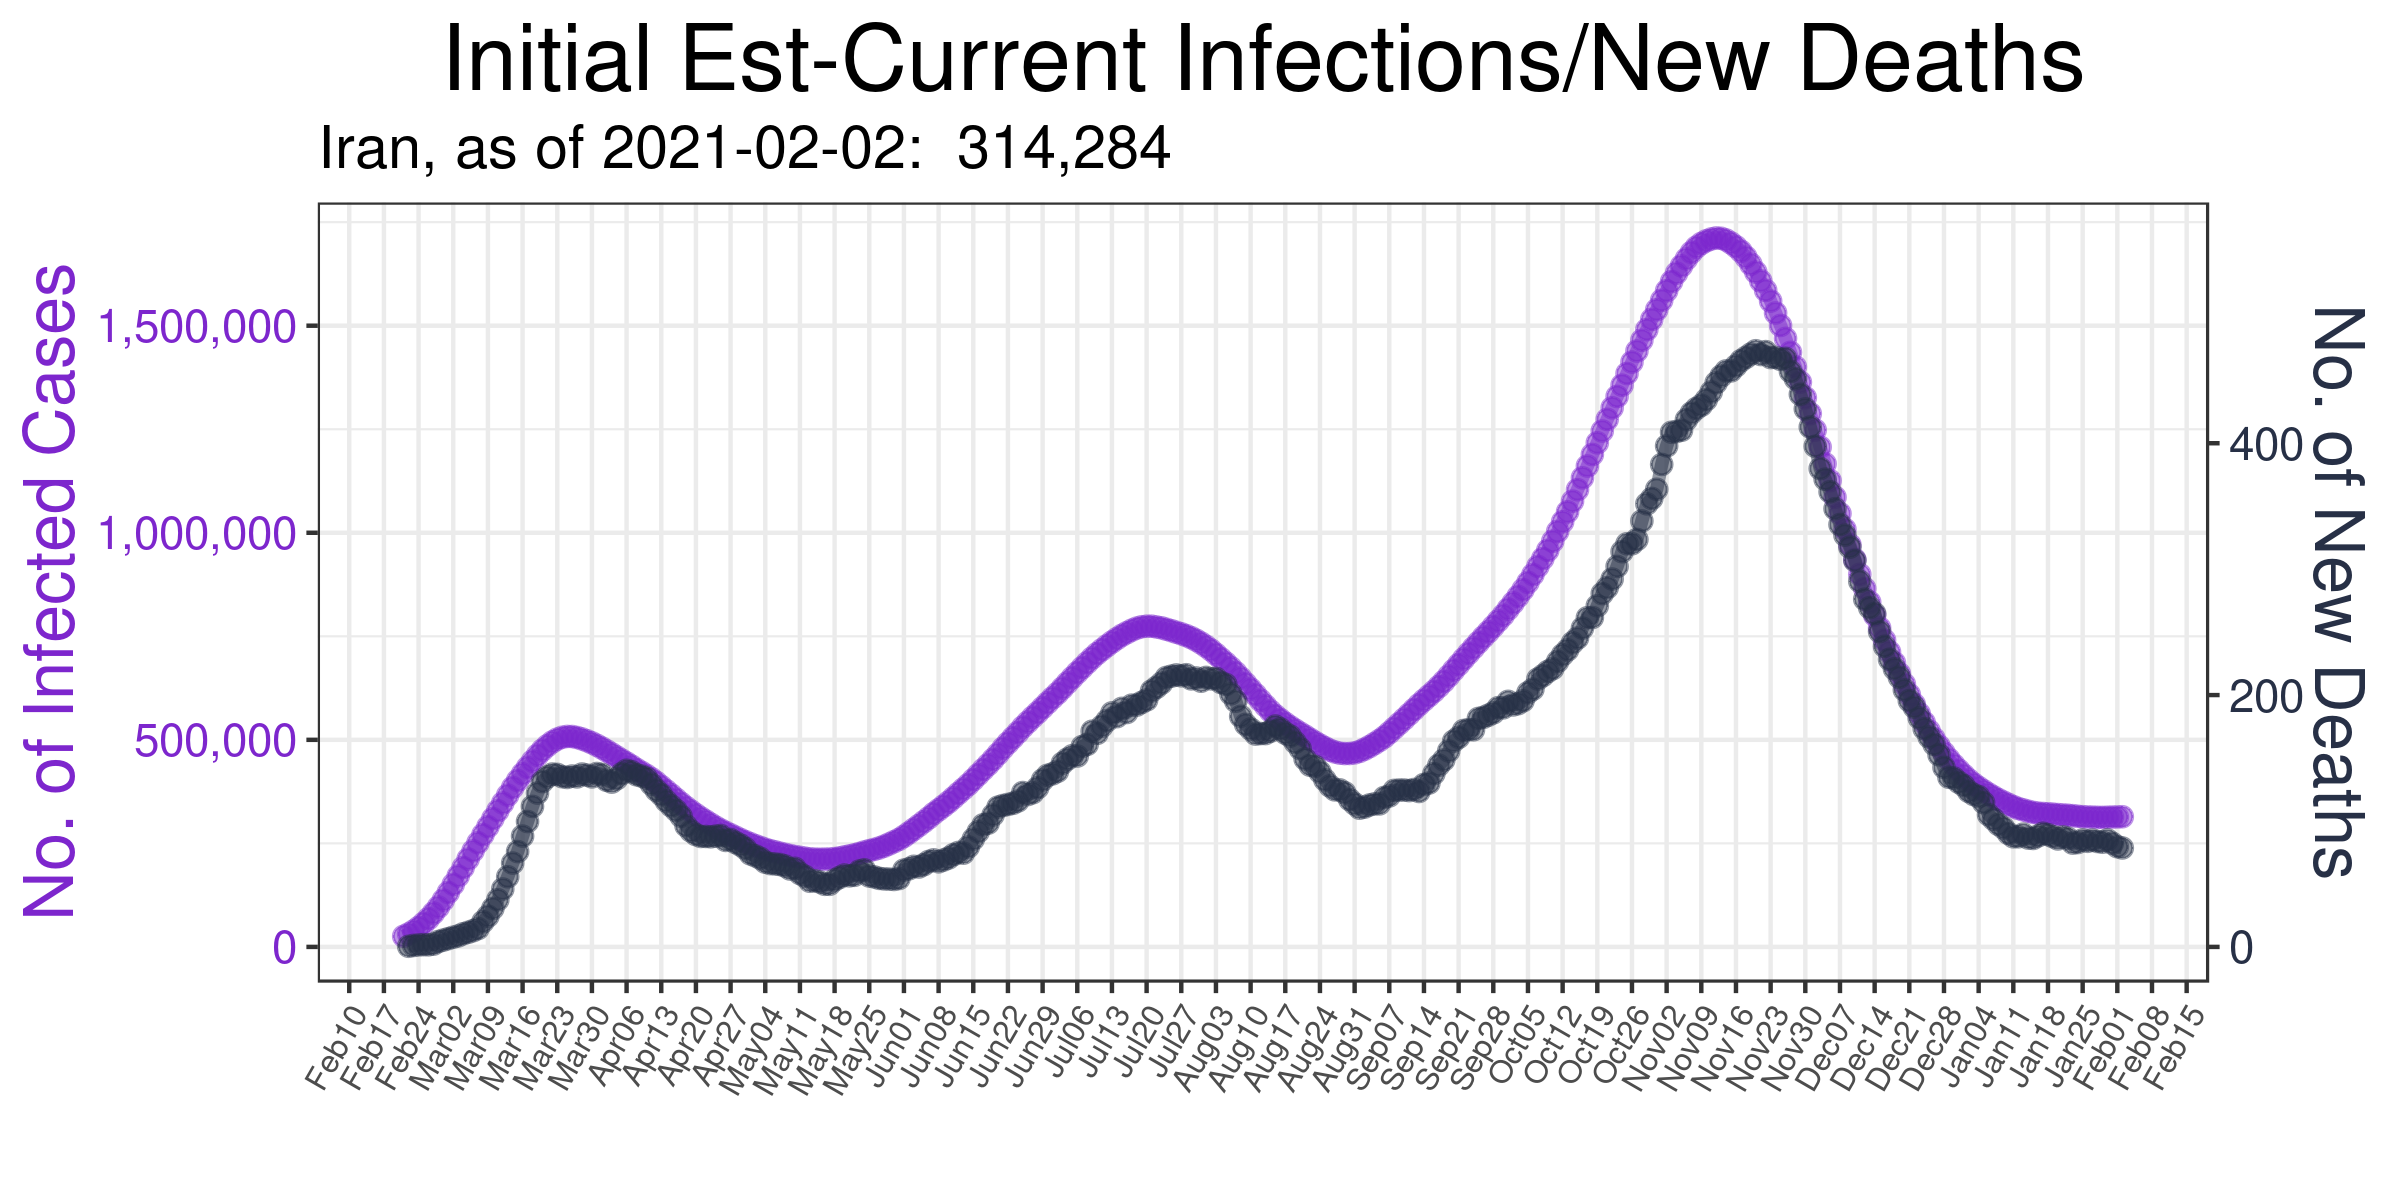 Initial Est-Current Infections/New Deaths
Iran, as of 2021-02-02: 314,284
No. of Infected Cases
1,500,000
1,000,000
500,000
0
400
200
0
No. of New Deaths
Feb10
Feb17
Feb24
Mar02
Mar09
Mar16
Mar23
Mar30
Apr06
Apr13
Apr20
Apr27
May04
May11
May18
May25
Jun01
Jun08
Jun15
Jun22
Jun29
Jul06
Jul13
Jul20
Jul27
Aug03
Aug10
Aug17
Aug24
Aug31
Sep07
Sep14
Sep21
Sep28
Oct05
Oct12
Oct19
Oct26
Nov02
Nov09
Nov16
Nov23
Nov30
Dec07
Dec14
Dec21
Dec28
Jan04
Jan11
Jan18
Jan25
Feb01
Feb08
Feb15